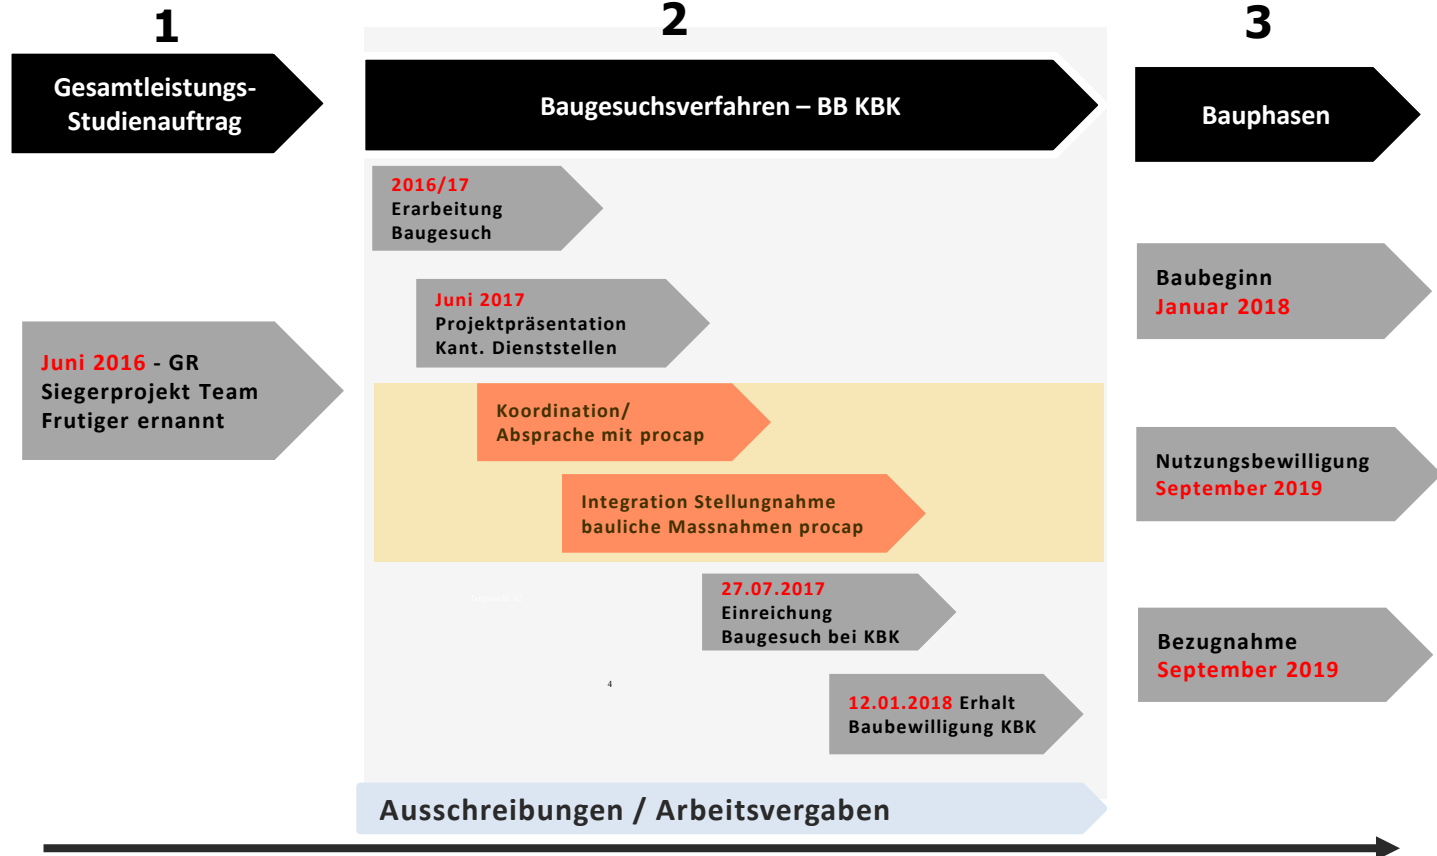 1
Gesamtleistungs-
Studienauftrag
Juni 2016 - GR
Siegerprojekt Team
Frutiger ernannt
2
Baugesuchsverfahren – BB KBK
2016/17
Erarbeitung
Baugesuch
Juni 2017
Projektpräsentation
Kant. Dienststellen
Koordination/
Absprache mit procap
Integration Stellungnahme
bauliche Massnahmen procap
27.07.2017
Einreichung
Baugesuch bei KBK
4
12.01.2018 Erhalt
Baubewilligung KBK
Ausschreibungen / Arbeitsvergaben
3
Bauphasen
Baubeginn
Januar 2018
Nutzungsbewilligung
September 2019
Bezugnahme
September 2019